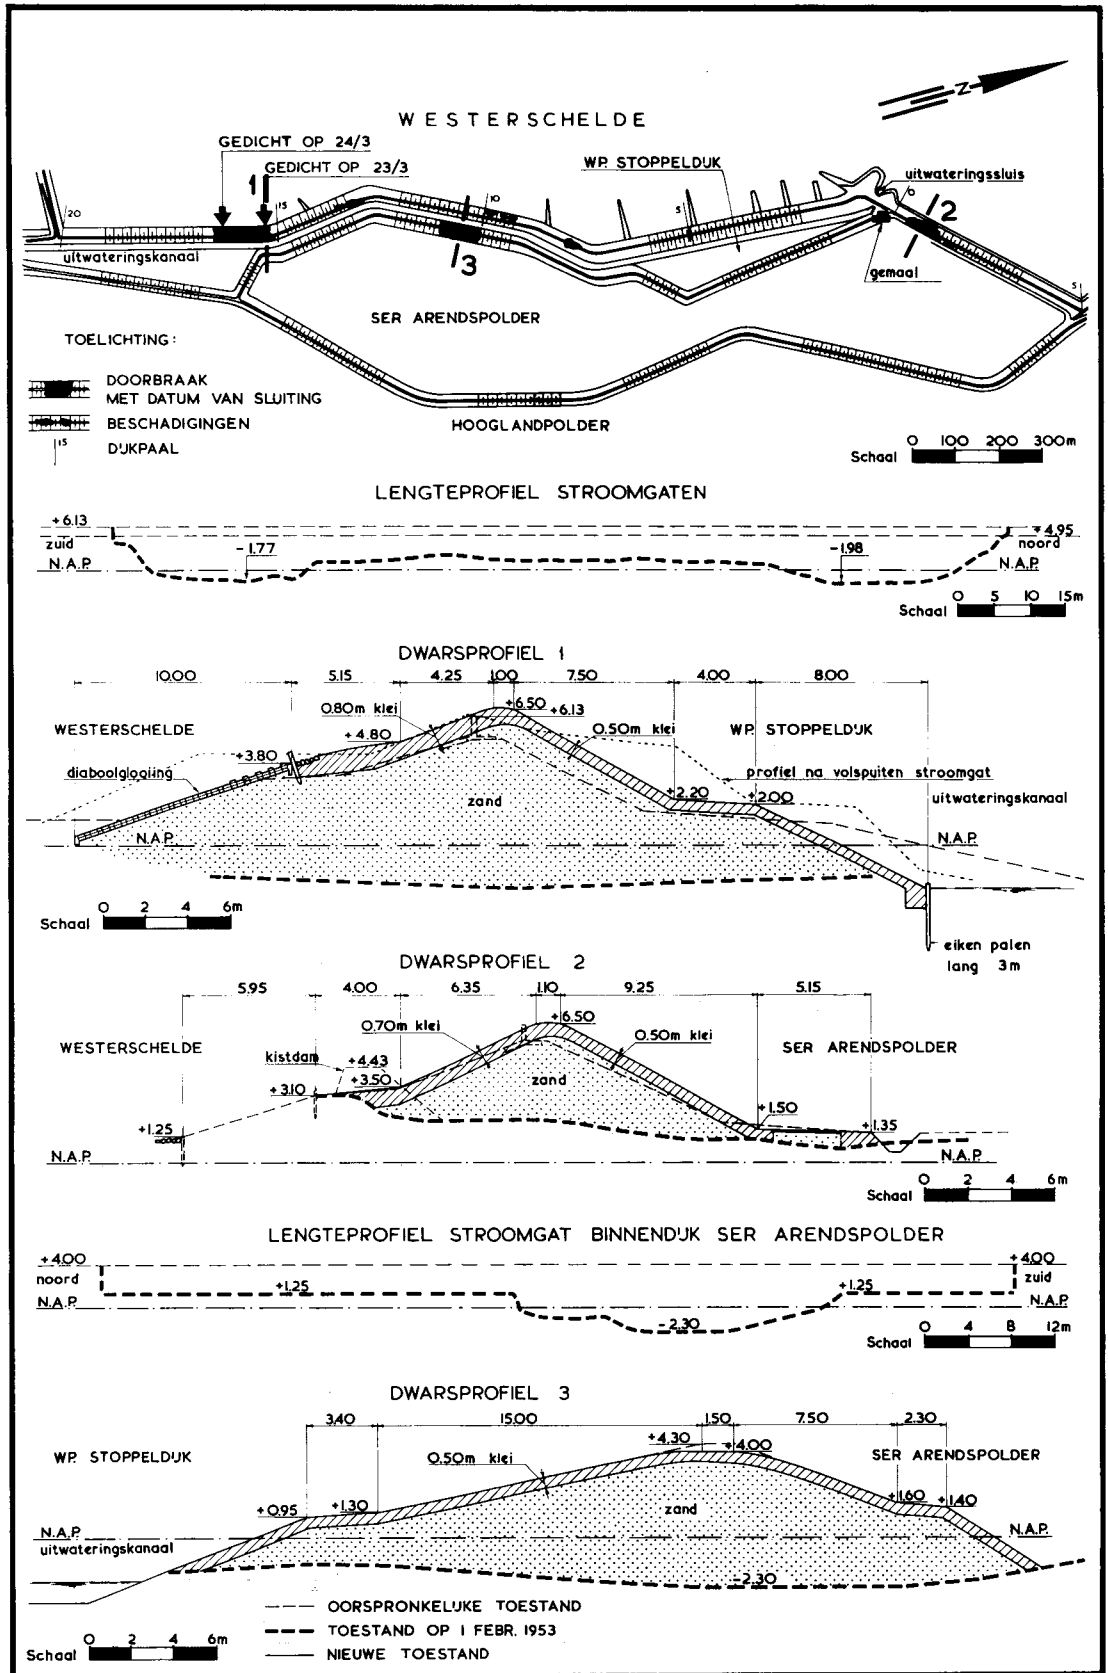 N
WESTERSCHELDE
GEDICHT OP 24/3
1
GEDICHT OP 23/3
WP. STOPPELDIJK
uitwateringssluis
20
15
10
5
0
2
uitwateringskanaal
3
gemaal
5
SER ARENDSPOLDER
TOELICHTING :
DOORBRAAK
MET DATUM VAN SLUITING
BESCHADIGINGEN
15
DIJKPAAL
HOOGLANDPOLDER
Schaal 0 100 200 300m
LENGTEPROFIEL STROOMGATEN
+6.13
+4.95
zuid
noord
-1.77
-1.98
N.A.P.
N.A.P.
Schaal 0 5 10 15m
DWARSPROFIEL 1
10.00 5.15 4.25 1.00 7.50 4.00 8.00
+6.50
0.80m klei
+6.13
WESTERSCHELDE
+4.80
0.50m klei
WP. STOPPELDIJK
+3.80
diaboolglooiing
profiel na volspuiten stroomgat
+2.20
+2.00
uitwateringskanaal
zand
N.A.P.
N.A.P.
Schaal 0 2 4 6m
eiken palen
lang 3m
DWARSPROFIEL 2
5.95 4.00 6.35 1.10 9.25 5.15
+6.50
0.70m klei
0.50m klei
WESTERSCHELDE
SER ARENDSPOLDER
kistdam
+4.43
+3.50
zand
+3.10
+1.50
+1.25
+1.35
N.A.P.
N.A.P.
Schaal 0 2 4 6m
LENGTEPROFIEL STROOMGAT BINNENDIJK SER ARENDSPOLDER
+4.00
+4.00
noord
zuid
+1.25
+1.25
N.A.P.
N.A.P.
-2.30
Schaal 0 4 8 12m
DWARSPROFIEL 3
3.40 15.00 1.50 7.50 2.30
+4.30
+4.00
WP. STOPPELDIJK
0.50m klei
SER ARENDSPOLDER
+0.95
+1.30
zand
+1.60
+1.40
N.A.P.
N.A.P.
uitwateringskanaal
-2.30
OORSPRONKELIJKE TOESTAND
TOESTAND OP 1 FEBR. 1953
NIEUWE TOESTAND
Schaal 0 2 4 6m